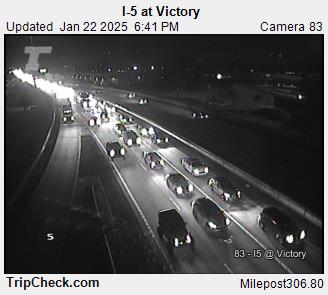 I-5 at Victory
Updated  Jan 22 2025  6:41 PM
Camera 83
S
83 - I5 @ Victory
TripCheck.com
Milepost306.80